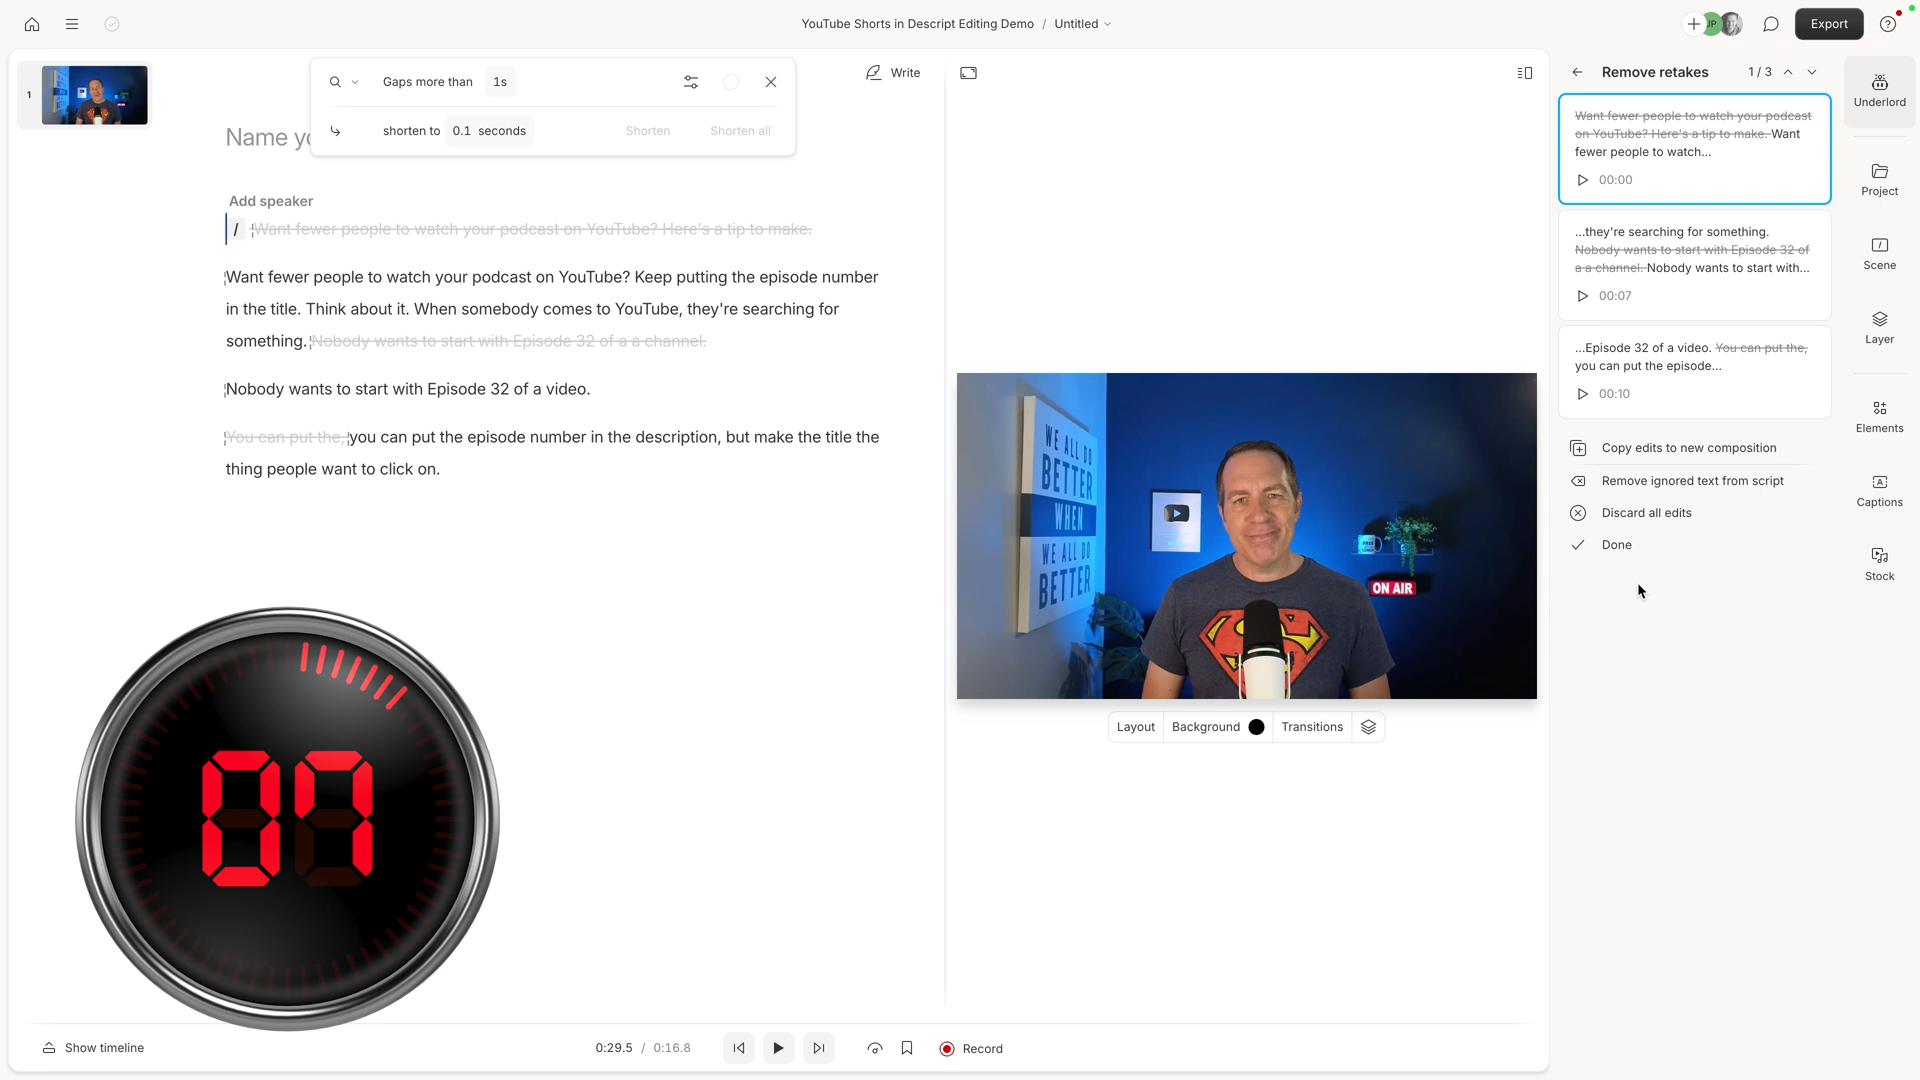 YouTube Shorts in Descript Editing Demo / Untitled
JP
Export
1
Gaps more than 1s
shorten to 0.1 seconds Shorten Shorten all
Write
Name yo
Add speaker
/ Want fewer people to watch your podcast on YouTube? Here's a tip to make.
Want fewer people to watch your podcast on YouTube? Keep putting the episode number
in the title. Think about it. When somebody comes to YouTube, they're searching for
something. Nobody wants to start with Episode 32 of a a channel.
Nobody wants to start with Episode 32 of a video.
You can put the, you can put the episode number in the description, but make the title the
thing people want to click on.
07
WE ALL DO
BETTER
WHEN
WE ALL DO
BETTER
FREE
ON AIR
S
Layout Background Transitions
Show timeline
0:29.5 / 0:16.8
Record
Remove retakes 1 / 3
Want fewer people to watch your podcast
on YouTube? Here's a tip to make. Want
fewer people to watch...
00:00
...they're searching for something.
Nobody wants to start with Episode 32 of
a a channel. Nobody wants to start with...
00:07
...Episode 32 of a video. You can put the,
you can put the episode...
00:10
Copy edits to new composition
Remove ignored text from script
Discard all edits
Done
Underlord
Project
Scene
Layer
Elements
Captions
Stock